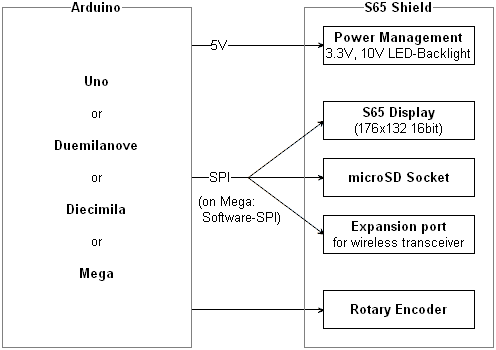 Arduino
Uno
or
Duemilanove
or
Diecimila
or
Mega
5V
SPI
(on Mega:
Software-SPI)
S65 Shield
Power Management
3.3V, 10V LED-Backlight
S65 Display
(176x132 16bit)
microSD Socket
Expansion port
for wireless transceiver
Rotary Encoder